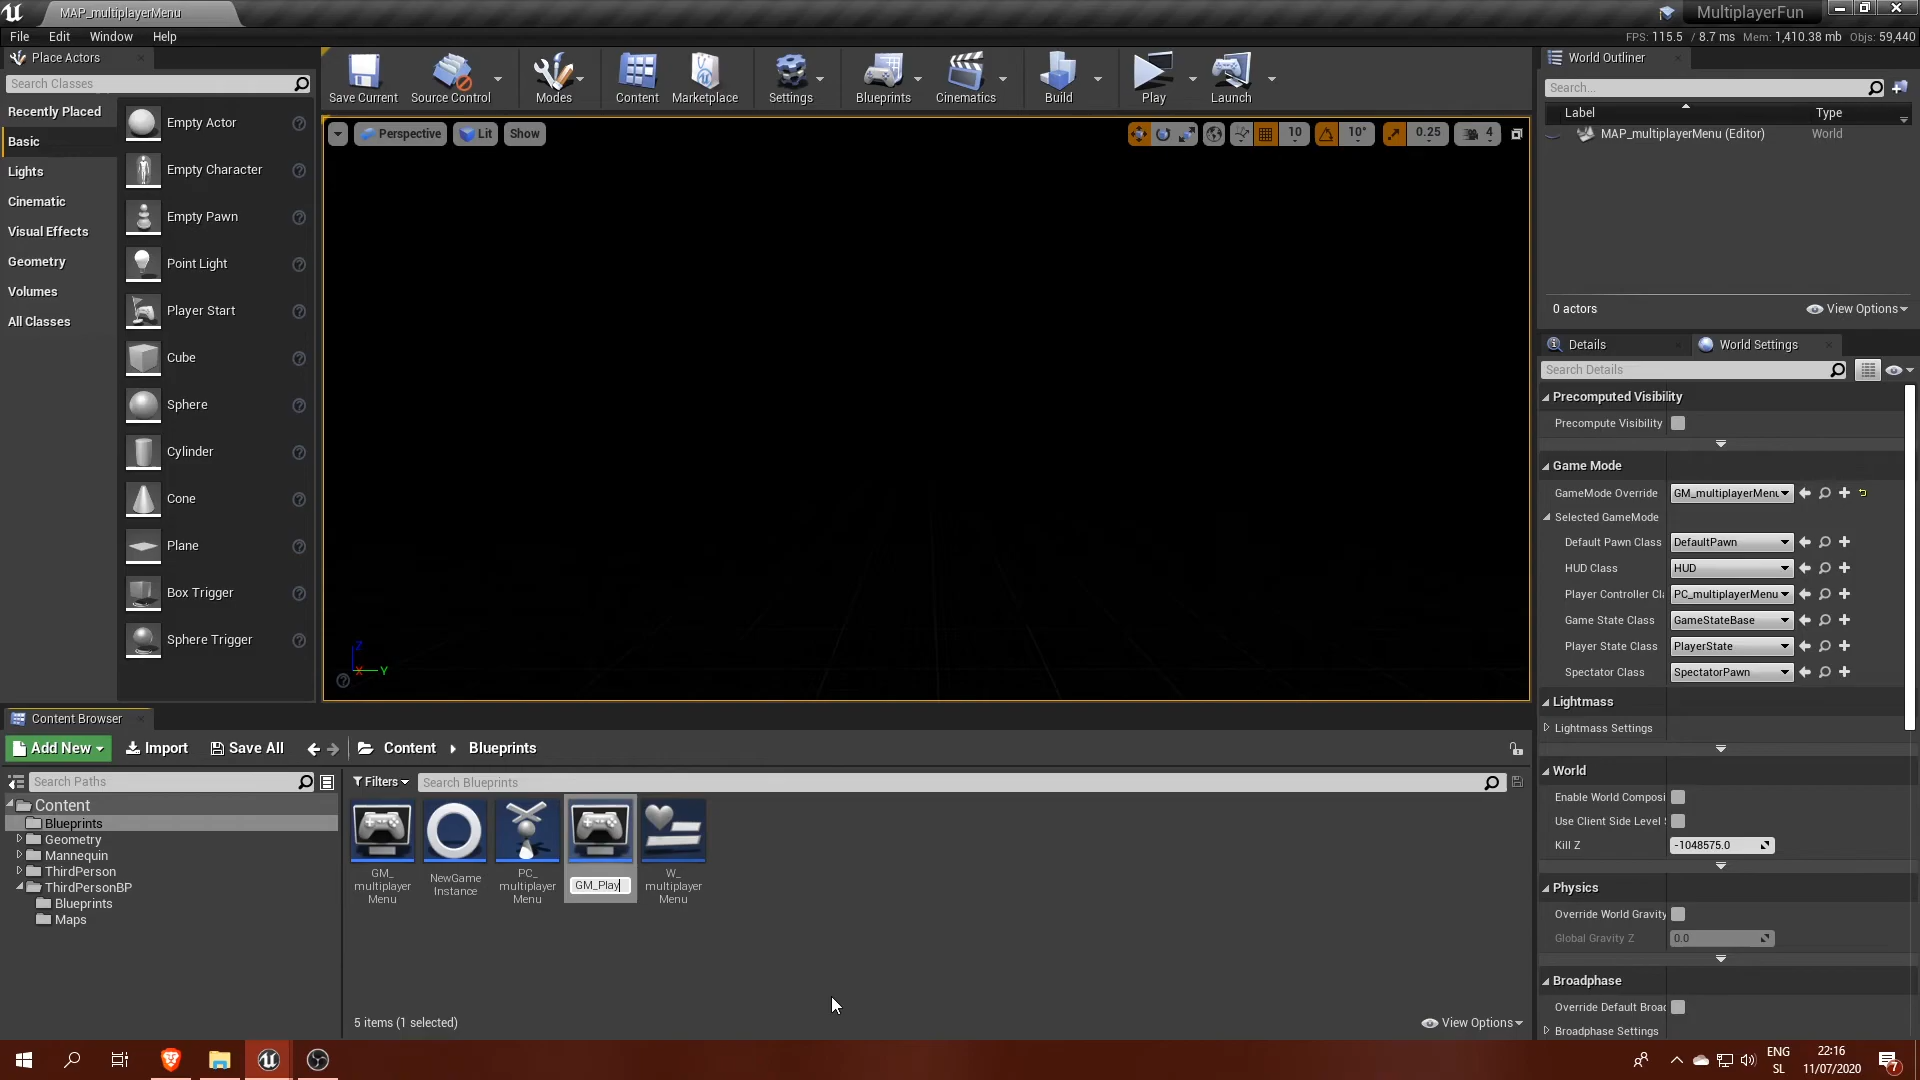 MAP_multiplayerMenu
MultiplayerFun
File Edit Window Help
FPS: 115.5 / 8.7 ms Mem: 1,410.38 mb Objs: 59,440
Place Actors
Search Classes
Recently Placed
Basic
Lights
Cinematic
Visual Effects
Geometry
Volumes
All Classes
Empty Actor
Empty Character
Empty Pawn
Point Light
Player Start
Cube
Sphere
Cylinder
Cone
Plane
Box Trigger
Sphere Trigger
Save Current
Source Control
Modes
Content
Marketplace
Settings
Blueprints
Cinematics
Build
Play
Launch
Perspective Lit Show
10 10° 0.25 4
Z
X Y
World Outliner
Search...
Label Type
MAP_multiplayerMenu (Editor) World
0 actors View Options
Details World Settings
Search Details
Precomputed Visibility
Precompute Visibility
Game Mode
GameMode Override GM_multiplayerMenu
Selected GameMode
Default Pawn Class DefaultPawn
HUD Class HUD
Player Controller Cl PC_multiplayerMenu
Game State Class GameStateBase
Player State Class PlayerState
Spectator Class SpectatorPawn
Lightmass
Lightmass Settings
World
Enable World Composi
Use Client Side Level S
Kill Z -1048575.0
Physics
Override World Gravity
Global Gravity Z 0.0
Broadphase
Override Default Broad
Broadphase Settings
Content Browser
Add New Import Save All Content Blueprints
Search Paths
Filters Search Blueprints
Content
Blueprints
Geometry
Mannequin
ThirdPerson
ThirdPersonBP
Blueprints
Maps
GM_
multiplayer
Menu
NewGame
Instance
PC_
multiplayer
Menu
GM_Play
W_
multiplayer
Menu
5 items (1 selected) View Options
ENG
SL
22:16
11/07/2020
7